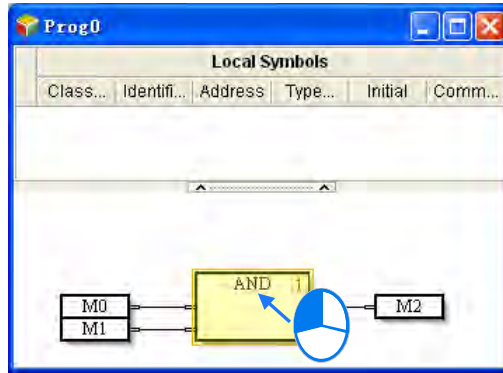 Prog0
Local Symbols
Class... Identifi... Address Type... Initial Comm...
AND 1
M0 M2
M1